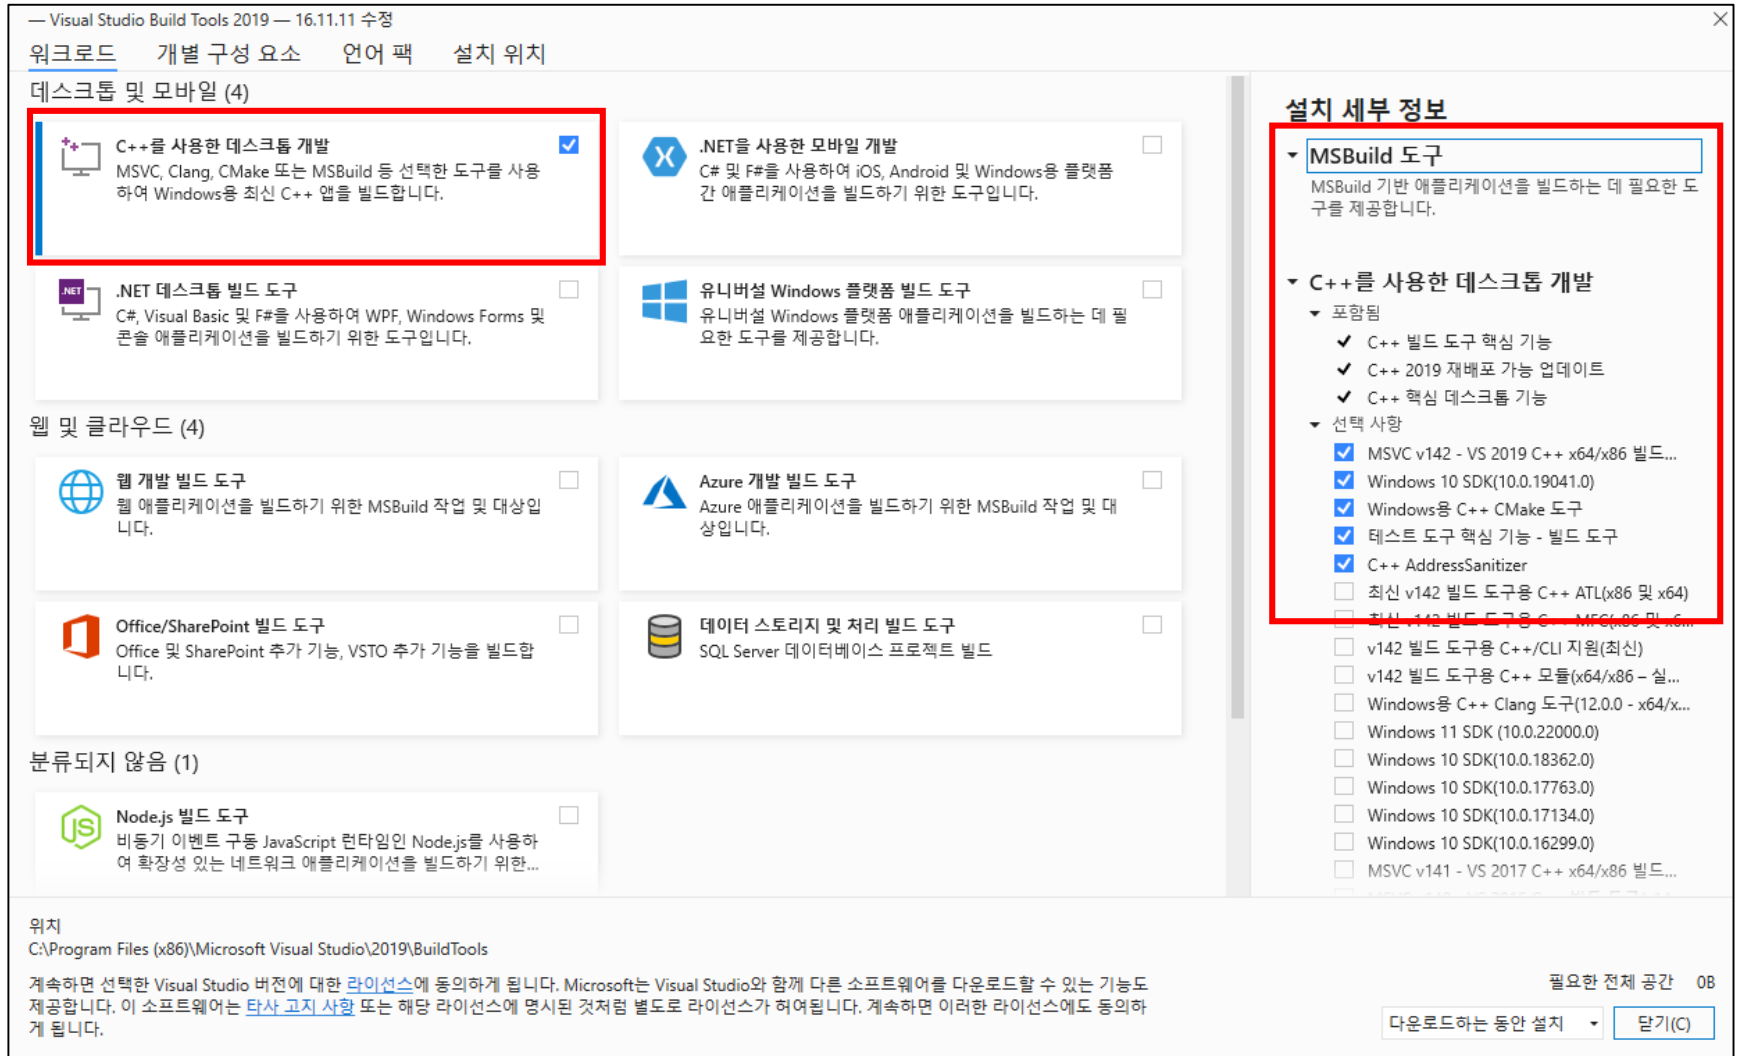 — Visual Studio Build Tools 2019 — 16.11.11 수정
워크로드 개별 구성 요소 언어 팩 설치 위치
데스크톱 및 모바일 (4)
C++를 사용한 데스크톱 개발
MSVC, Clang, CMake 또는 MSBuild 등 선택한 도구를 사용
하여 Windows용 최신 C++ 앱을 빌드합니다.
.NET을 사용한 모바일 개발
C# 및 F#을 사용하여 iOS, Android 및 Windows용 플랫폼
간 애플리케이션을 빌드하기 위한 도구입니다.
.NET
.NET 데스크톱 빌드 도구
C#, Visual Basic 및 F#을 사용하여 WPF, Windows Forms 및
콘솔 애플리케이션을 빌드하기 위한 도구입니다.
유니버설 Windows 플랫폼 빌드 도구
유니버설 Windows 플랫폼 애플리케이션을 빌드하는 데 필
요한 도구를 제공합니다.
웹 및 클라우드 (4)
웹 개발 빌드 도구
웹 애플리케이션을 빌드하기 위한 MSBuild 작업 및 대상입
니다.
Azure 개발 빌드 도구
Azure 애플리케이션을 빌드하기 위한 MSBuild 작업 및 대
상입니다.
Office/SharePoint 빌드 도구
Office 및 SharePoint 추가 기능, VSTO 추가 기능을 빌드합
니다.
데이터 스토리지 및 처리 빌드 도구
SQL Server 데이터베이스 프로젝트 빌드
분류되지 않음 (1)
JS
Node.js 빌드 도구
비동기 이벤트 구동 JavaScript 런타임인 Node.js를 사용하
여 확장성 있는 네트워크 애플리케이션을 빌드하기 위한...
설치 세부 정보
MSBuild 도구
MSBuild 기반 애플리케이션을 빌드하는 데 필요한 도
구를 제공합니다.
C++를 사용한 데스크톱 개발
포함됨
C++ 빌드 도구 핵심 기능
C++ 2019 재배포 가능 업데이트
C++ 핵심 데스크톱 기능
선택 사항
MSVC v142 - VS 2019 C++ x64/x86 빌드...
Windows 10 SDK(10.0.19041.0)
Windows용 C++ CMake 도구
테스트 도구 핵심 기능 - 빌드 도구
C++ AddressSanitizer
최신 v142 빌드 도구용 C++ ATL(x86 및 x64)
최신 v142 빌드 도구용 C++ MFC(x86 및 x6...
v142 빌드 도구용 C++/CLI 지원(최신)
v142 빌드 도구용 C++ 모듈(x64/x86 – 실...
Windows용 C++ Clang 도구(12.0.0 - x64/x...
Windows 11 SDK (10.0.22000.0)
Windows 10 SDK(10.0.18362.0)
Windows 10 SDK(10.0.17763.0)
Windows 10 SDK(10.0.17134.0)
Windows 10 SDK(10.0.16299.0)
MSVC v141 - VS 2017 C++ x64/x86 빌드...
위치
C:\Program Files (x86)\Microsoft Visual Studio\2019\BuildTools
계속하면 선택한 Visual Studio 버전에 대한 라이선스에 동의하게 됩니다. Microsoft는 Visual Studio와 함께 다른 소프트웨어를 다운로드할 수 있는 기능도
제공합니다. 이 소프트웨어는 타사 고지 사항 또는 해당 라이선스에 명시된 것처럼 별도로 라이선스가 허여됩니다. 계속하면 이러한 라이선스에도 동의하
게 됩니다.
필요한 전체 공간 0B
다운로드하는 동안 설치 닫기(C)